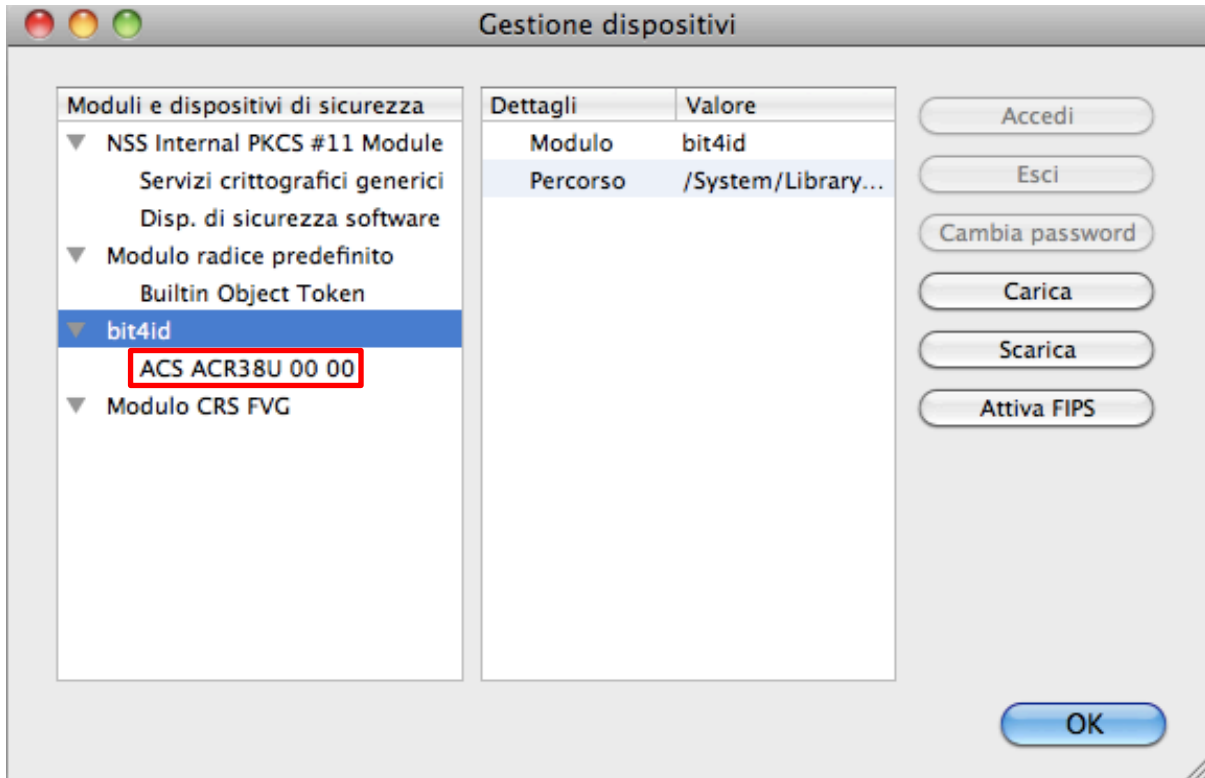 Gestione dispositivi
Moduli e dispositivi di sicurezza
NSS Internal PKCS #11 Module
Servizi crittografici generici
Disp. di sicurezza software
Modulo radice predefinito
Builtin Object Token
bit4id
ACS ACR38U 00 00
Modulo CRS FVG
Dettagli Valore
Modulo bit4id
Percorso /System/Library...
Accedi
Esci
Cambia password
Carica
Scarica
Attiva FIPS
OK